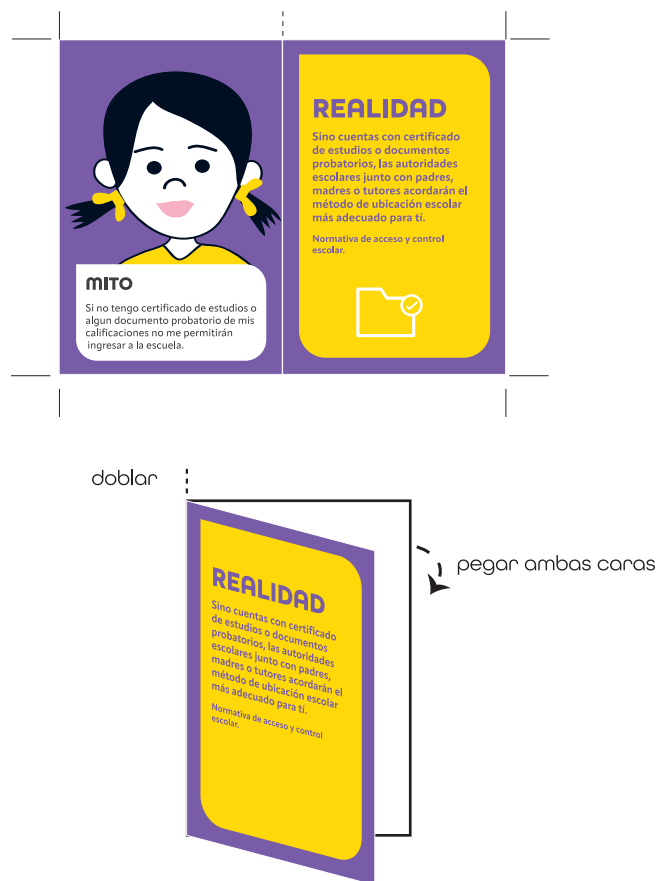 MITO
Si no tengo certificado de estudios o
algun documento probatorio de mis
calificaciones no me permitirán
ingresar a la escuela.
REALIDAD
Sino cuentas con certificado
de estudios o documentos
probatorios, las autoridades
escolares junto con padres,
madres o tutores acordarán el
método de ubicación escolar
más adecuado para tí.
Normativa de acceso y control
escolar.
doblar
pegar ambas caras
REALIDAD
Sino cuentas con certificado
de estudios o documentos
probatorios, las autoridades
escolares junto con padres,
madres o tutores acordarán el
método de ubicación escolar
más adecuado para tí.
Normativa de acceso y control
escolar.